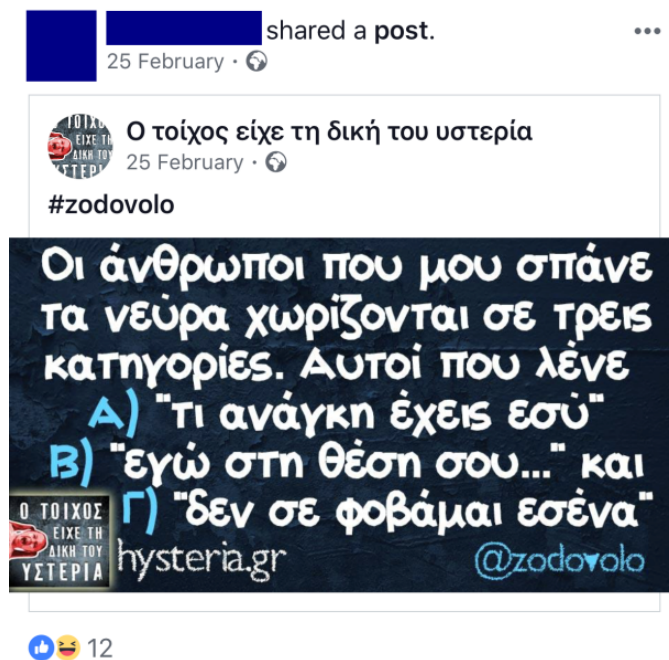 shared a post.
25 February ·
Ο τοίχος είχε τη δική του υστερία
25 February ·
#zodovolo
Οι άνθρωποι που μου σπάνε
τα νεύρα χωρίζονται σε τρεις
κατηγορίες. Αυτοί που λένε
Α) "τι ανάγκη έχεις εσύ"
Β) "εγώ στη θέση σου..." και
Γ) "δεν σε φοβάμαι εσένα"
Ο ΤΟΙΧΟΣ
ΕΙΧΕ ΤΗ
ΔΙΚΗ ΤΟΥ
ΥΣΤΕΡΙΑ
hysteria.gr
@zodovolo
12